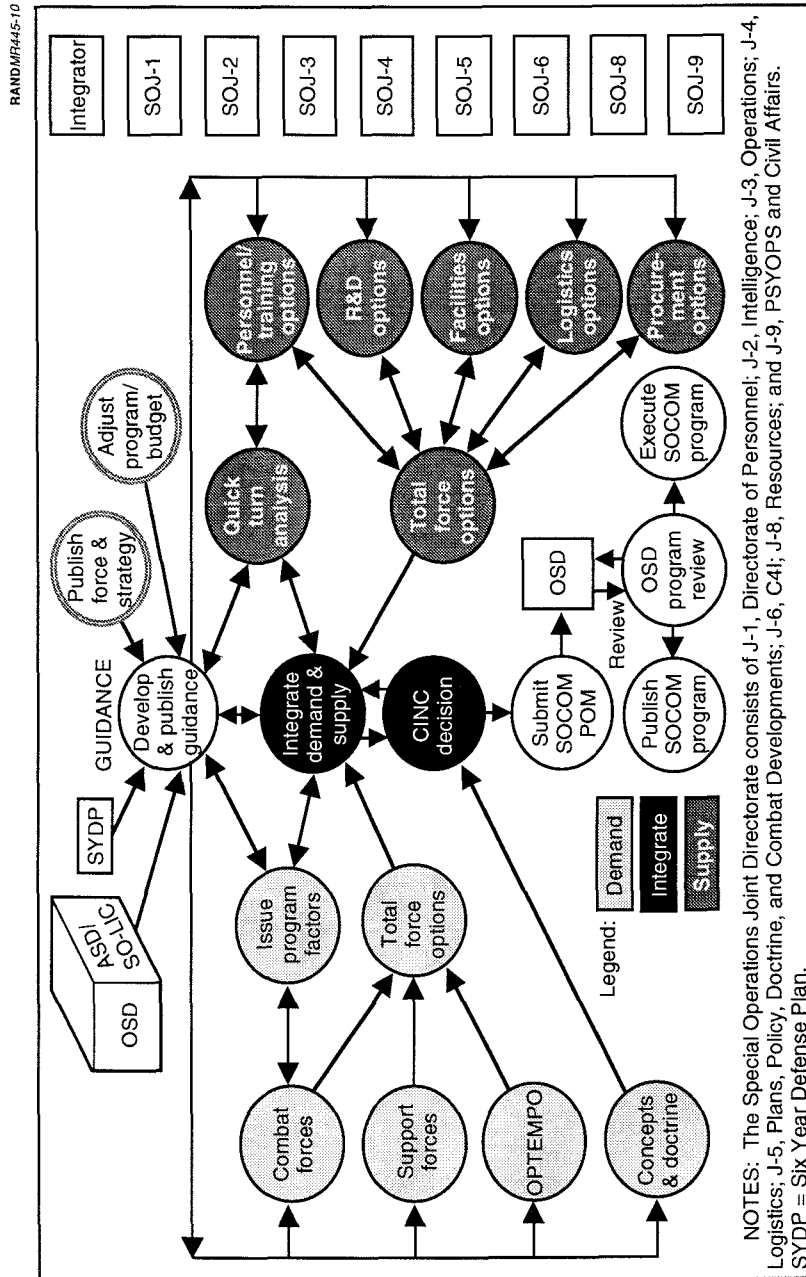 RANDMR445-10
Integrator
SOJ-1
SOJ-2
SOJ-3
SOJ-4
SOJ-5
SOJ-6
SOJ-8
SOJ-9
OSD
ASD/
SO-LIC
SYDP
GUIDANCE
Publish
force &
strategy
Adjust
program/
budget
Develop
& publish
guidance
Combat
forces
Issue
program
factors
Integrate
demand &
supply
Quick
turn
analysis
Personnel/
training
options
R&D
options
Support
forces
Total
force
options
CINC
decision
Total
force
options
Facilities
options
OPTEMPO
Logistics
options
Concepts
& doctrine
Legend:
Demand
Integrate
Supply
Submit
SOCOM
POM
OSD
Review
Procure-
ment
options
Publish
SOCOM
program
OSD
program
review
Execute
SOCOM
program
NOTES: The Special Operations Joint Directorate consists of J-1, Directorate of Personnel; J-2, Intelligence; J-3, Operations; J-4,
Logistics; J-5, Plans, Policy, Doctrine, and Combat Developments; J-6, C4I; J-8, Resources; and J-9, PSYOPS and Civil Affairs.
SYDP = Six Year Defense Plan.